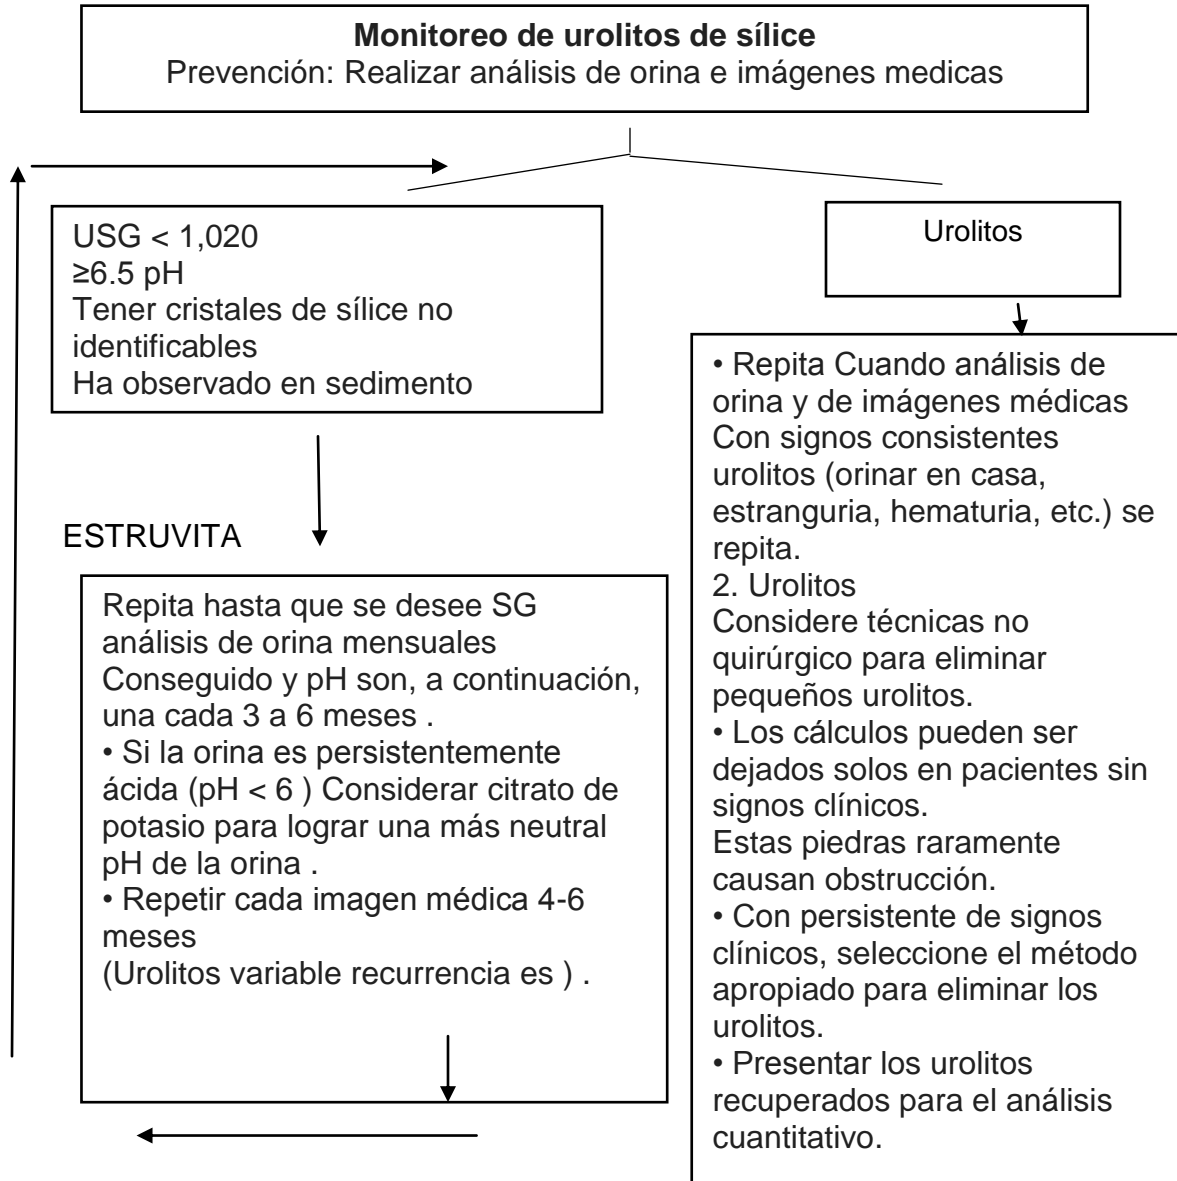 Monitoreo de urolitos de sílice
Prevención: Realizar análisis de orina e imágenes medicas
USG < 1,020
≥6.5 pH
Tener cristales de sílice no
identificables
Ha observado en sedimento
ESTRUVITA
Repita hasta que se desee SG
análisis de orina mensuales
Conseguido y pH son, a continuación,
una cada 3 a 6 meses .
• Si la orina es persistentemente
ácida (pH < 6 ) Considerar citrato de
potasio para lograr una más neutral
pH de la orina .
• Repetir cada imagen médica 4-6
meses
(Urolitos variable recurrencia es ) .
Urolitos
• Repita Cuando análisis de
orina y de imágenes médicas
Con signos consistentes
urolitos (orinar en casa,
estranguria, hematuria, etc.) se
repita.
2. Urolitos
Considere técnicas no
quirúrgico para eliminar
pequeños urolitos.
• Los cálculos pueden ser
dejados solos en pacientes sin
signos clínicos.
Estas piedras raramente
causan obstrucción.
• Con persistente de signos
clínicos, seleccione el método
apropiado para eliminar los
urolitos.
• Presentar los urolitos
recuperados para el análisis
cuantitativo.